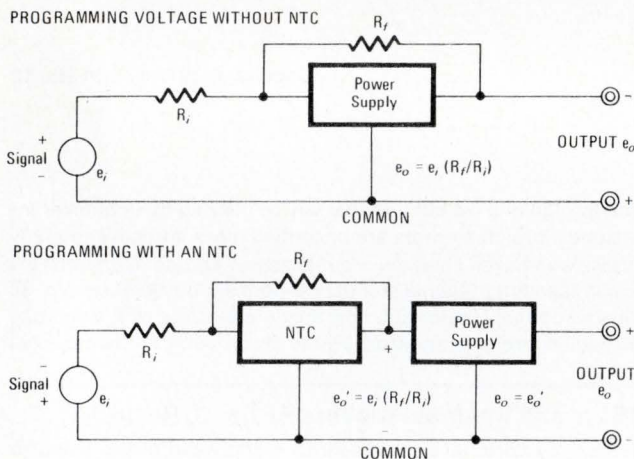 PROGRAMMING VOLTAGE WITHOUT NTC
Rf
Power
Supply
Ri
+
Signal
−
ei
−
OUTPUT eo
+
eo = ei (Rf/Ri)
COMMON
PROGRAMMING WITH AN NTC
Rf
NTC
+
Power
Supply
Ri
−
Signal
+
ei
+
OUTPUT
eo
−
eo' = ei (Rf/Ri)
−
eo = eo'
COMMON